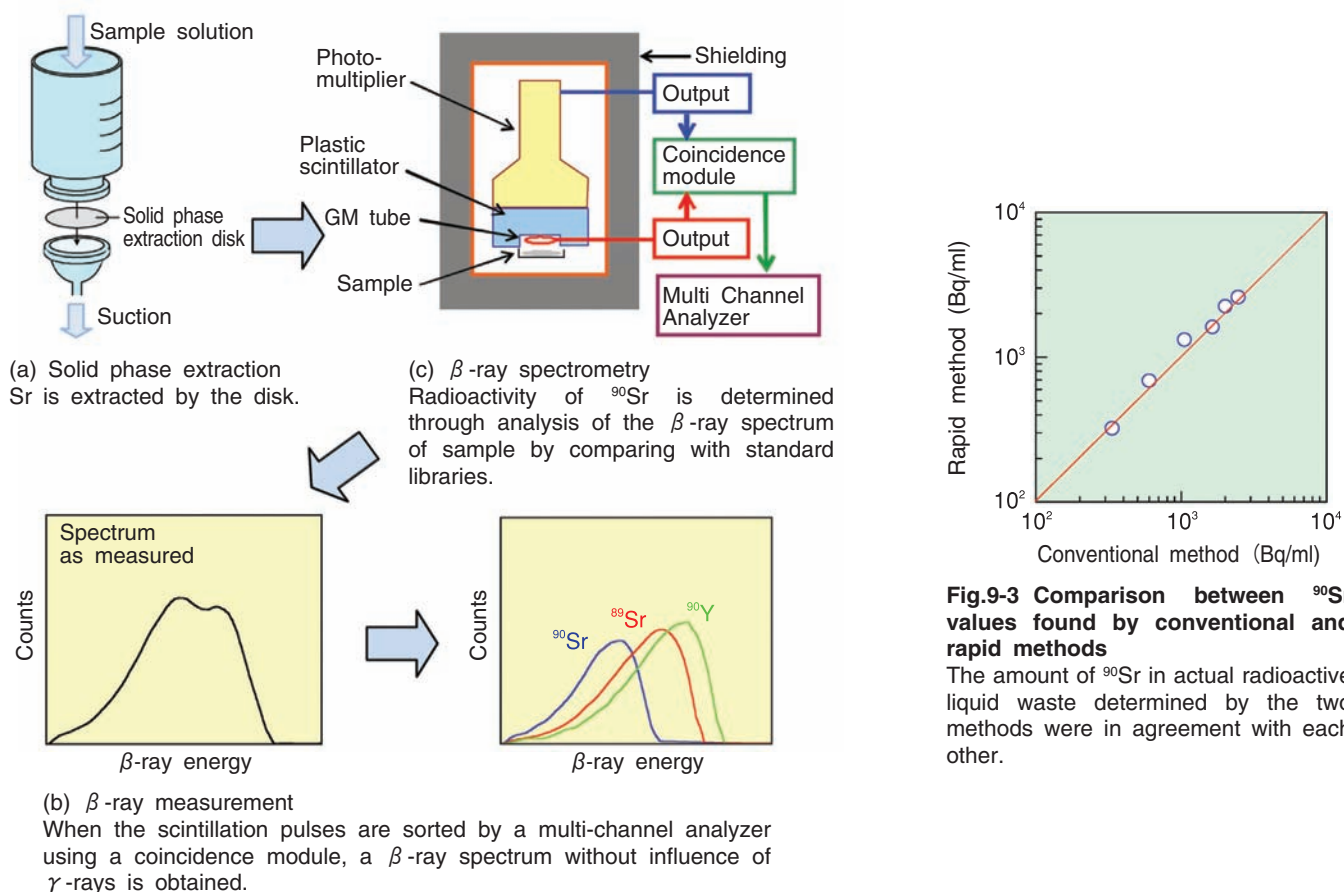 Sample solution
Solid phase
extraction disk
Suction
(a) Solid phase extraction
Sr is extracted by the disk.
Photo-
multiplier
Plastic
scintillator
GM tube
Sample
Shielding
Output
Coincidence
module
Output
Multi Channel
Analyzer
(c) β-ray spectrometry
Radioactivity of ⁹⁰Sr is determined
through analysis of the β-ray spectrum
of sample by comparing with standard
libraries.
Spectrum
as measured
Counts
β-ray energy
⁹⁰Sr
⁸⁹Sr
⁹⁰Y
Counts
β-ray energy
(b) β-ray measurement
When the scintillation pulses are sorted by a multi-channel analyzer
using a coincidence module, a β-ray spectrum without influence of
γ-rays is obtained.
10⁴
10³
10²
Rapid method (Bq/ml)
10² 10³ 10⁴
Conventional method (Bq/ml)
Fig.9-3 Comparison between ⁹⁰S
values found by conventional and
rapid methods
The amount of ⁹⁰Sr in actual radioactive
liquid waste determined by the two
methods were in agreement with each
other.